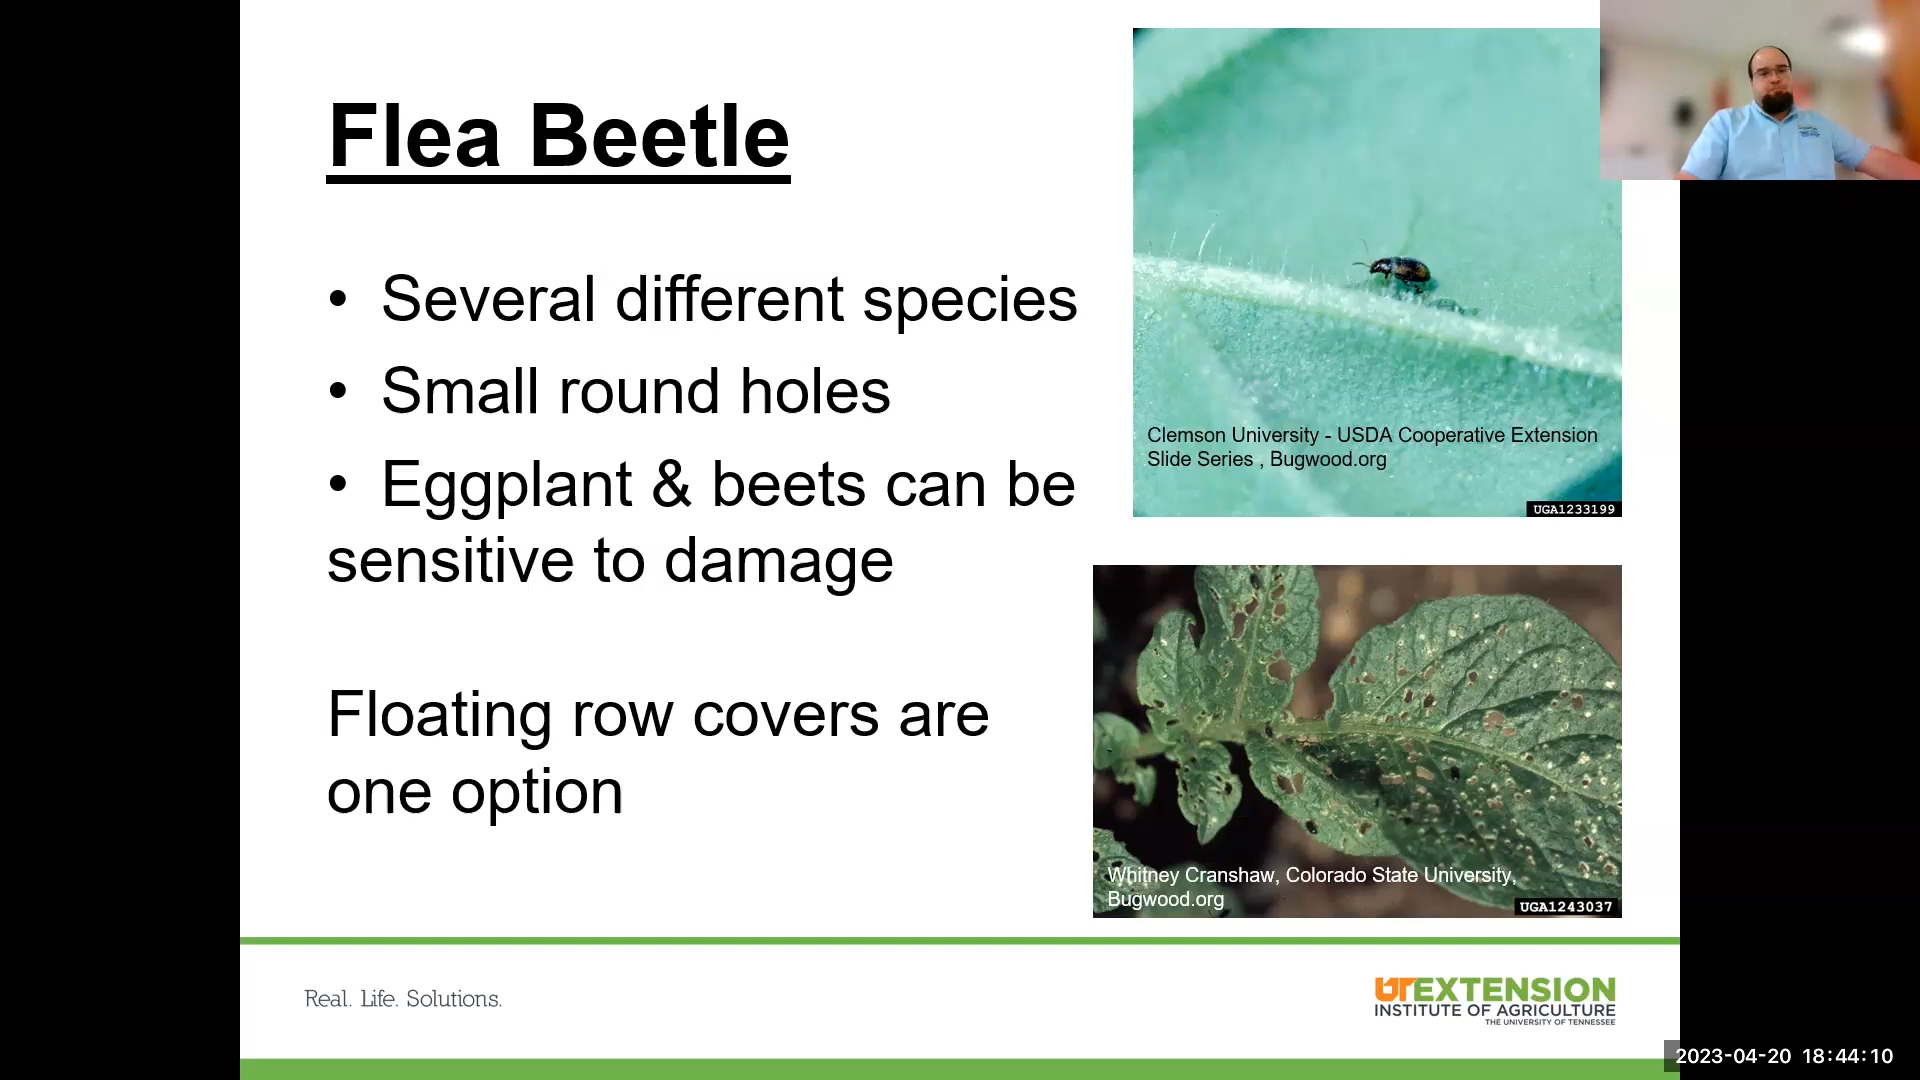 Flea Beetle
• Several different species
• Small round holes
• Eggplant & beets can be
sensitive to damage
Floating row covers are
one option
Clemson University - USDA Cooperative Extension
Slide Series , Bugwood.org
UGA1233199
Whitney Cranshaw, Colorado State University,
Bugwood.org
UGA1243037
Real. Life. Solutions.
UTEXTENSION
INSTITUTE OF AGRICULTURE
THE UNIVERSITY OF TENNESSEE
2023-04-20 18:44:10